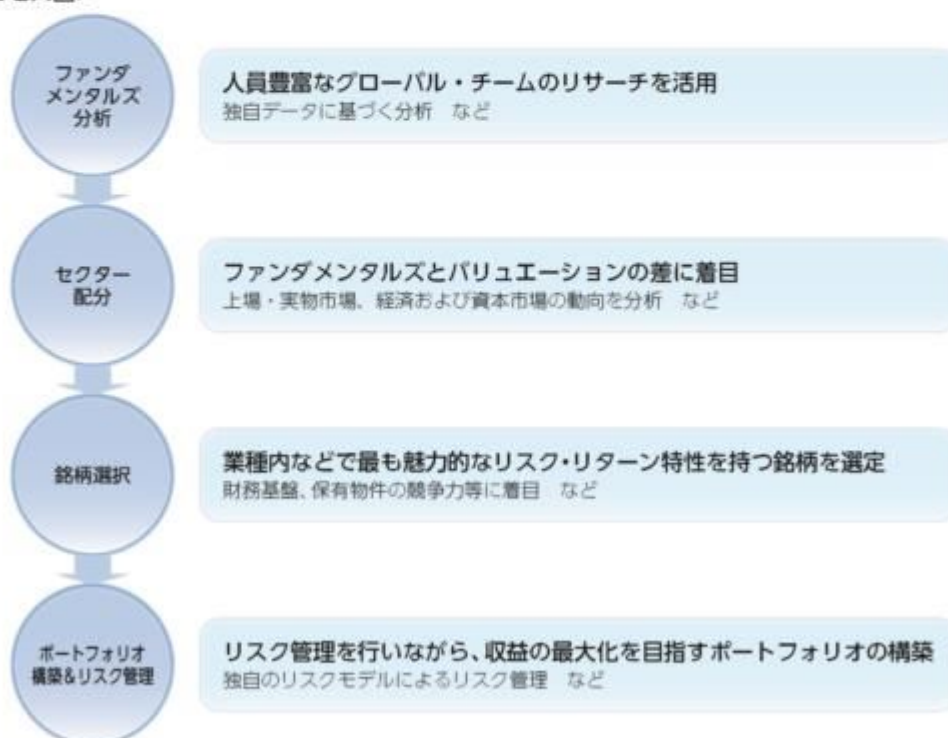 ファンダ
メンタルズ
分析
人員豊富なグローバル・チームのリサーチを活用
独自データに基づく分析　など
セクター
配分
ファンダメンタルズとバリュエーションの差に着目
上場・実物市場、経済および資本市場の動向を分析　など
銘柄選択
業種内などで最も魅力的なリスク・リターン特性を持つ銘柄を選定
財務基盤、保有物件の競争力等に着目　など
ポートフォリオ
構築&リスク管理
リスク管理を行いながら、収益の最大化を目指すポートフォリオの構築
独自のリスクモデルによるリスク管理　など